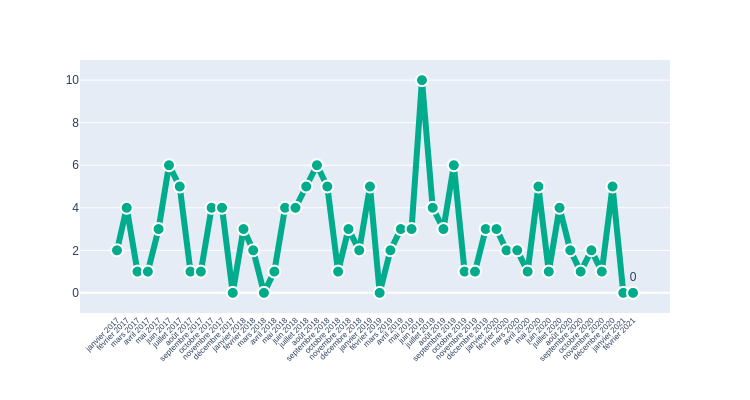 10
8
6
4
2
0
0
janvier 2017
février 2017
mars 2017
avril 2017
mai 2017
juin 2017
juillet 2017
août 2017
septembre 2017
octobre 2017
novembre 2017
décembre 2017
janvier 2018
février 2018
mars 2018
avril 2018
mai 2018
juin 2018
juillet 2018
août 2018
septembre 2018
octobre 2018
novembre 2018
décembre 2018
janvier 2019
février 2019
mars 2019
avril 2019
mai 2019
juin 2019
juillet 2019
août 2019
septembre 2019
octobre 2019
novembre 2019
décembre 2019
janvier 2020
février 2020
mars 2020
avril 2020
mai 2020
juin 2020
juillet 2020
août 2020
septembre 2020
octobre 2020
novembre 2020
décembre 2020
janvier 2021
février 2021